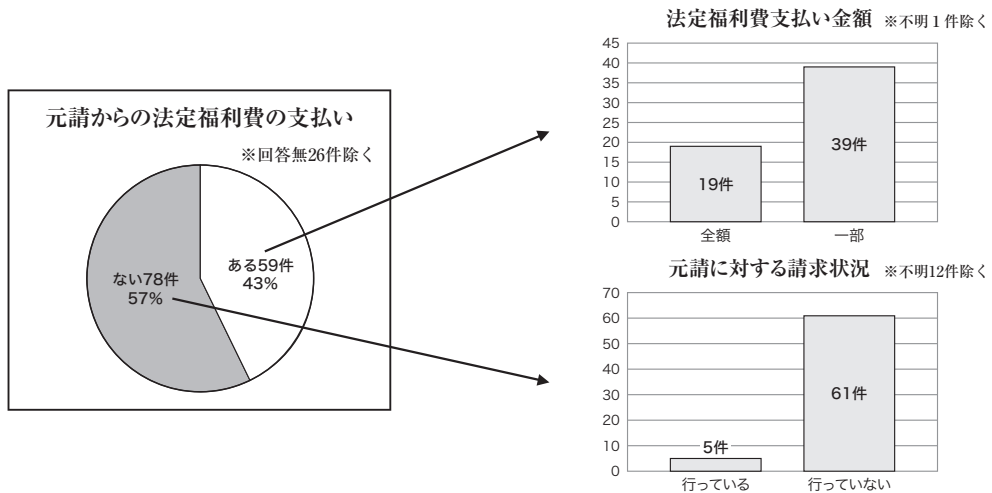 元請からの法定福利費の支払い
※回答無26件除く
ない78件
57%
ある59件
43%
法定福利費支払い金額 ※不明1件除く
45
40
35
30
25
20
15
10
5
0
19件
39件
全額
一部
元請に対する請求状況 ※不明12件除く
70
60
50
40
30
20
10
0
5件
61件
行っている
行っていない